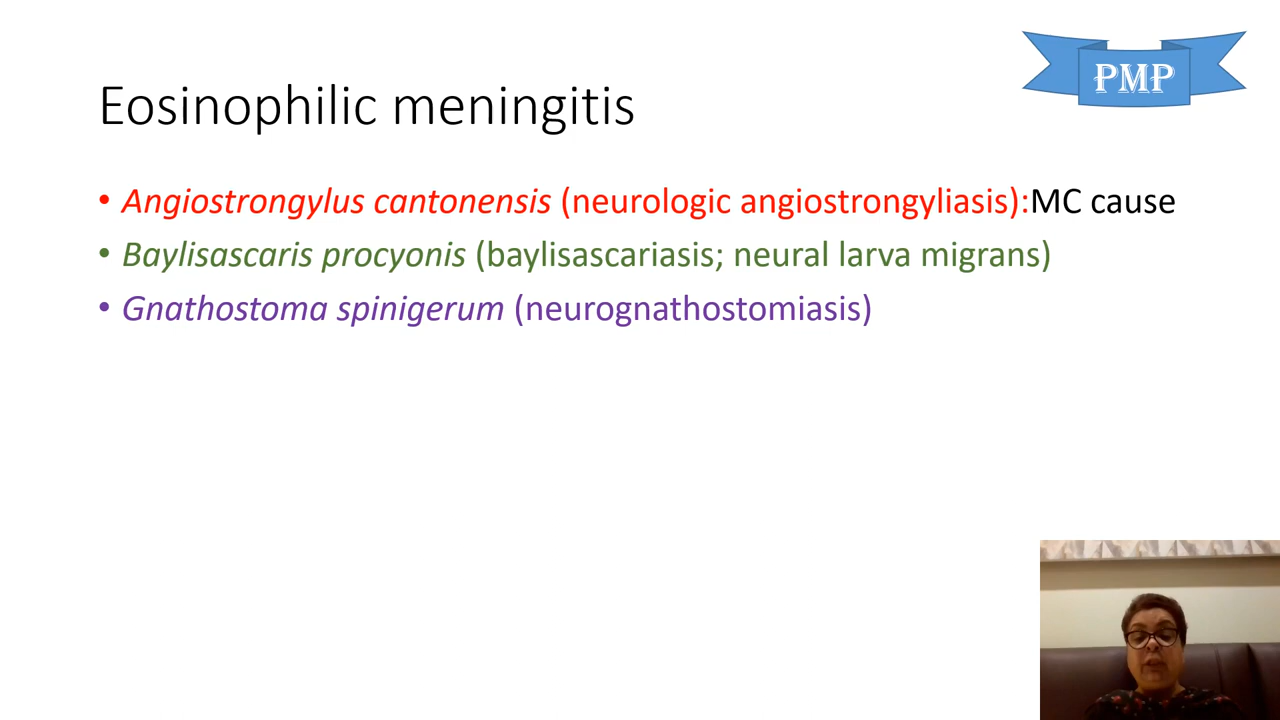 PMP
Eosinophilic meningitis
• Angiostrongylus cantonensis (neurologic angiostrongyliasis):MC cause
• Baylisascaris procyonis (baylisascariasis; neural larva migrans)
• Gnathostoma spinigerum (neurognathostomiasis)